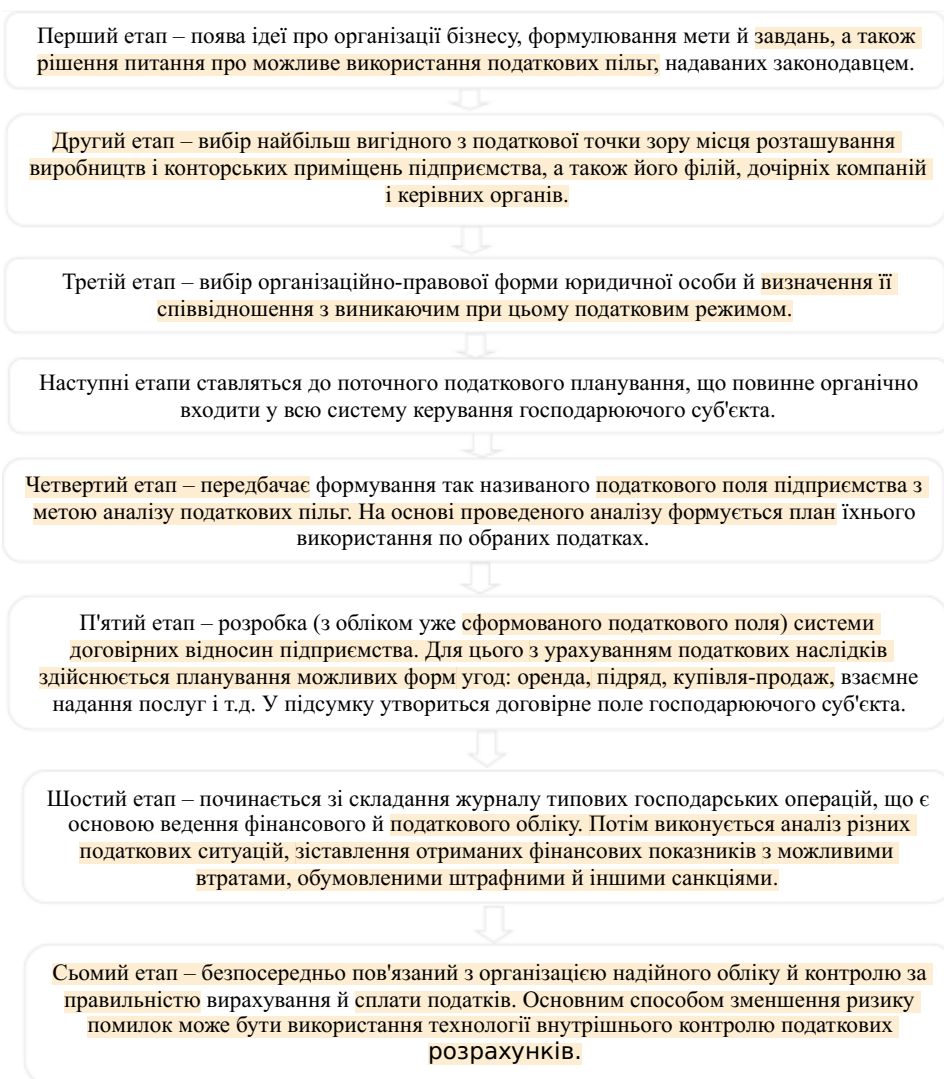 Перший етап – поява ідеї про організації бізнесу, формулювання мети й завдань, а також
рішення питання про можливе використання податкових пільг, надаваних законодавцем.
Другий етап – вибір найбільш вигідного з податкової точки зору місця розташування
виробництв і конторських приміщень підприємства, а також його філій, дочірніх компаній
і керівних органів.
Третій етап – вибір організаційно-правової форми юридичної особи й визначення її
співвідношення з виникаючим при цьому податковим режимом.
Наступні етапи ставляться до поточного податкового планування, що повинне органічно
входити у всю систему керування господарюючого суб'єкта.
Четвертий етап – передбачає формування так називаного податкового поля підприємства з
метою аналізу податкових пільг. На основі проведеного аналізу формується план їхнього
використання по обраних податках.
П'ятий етап – розробка (з обліком уже сформованого податкового поля) системи
договірних відносин підприємства. Для цього з урахуванням податкових наслідків
здійснюється планування можливих форм угод: оренда, підряд, купівля-продаж, взаємне
надання послуг і т.д. У підсумку утвориться договірне поле господарюючого суб'єкта.
Шостий етап – починається зі складання журналу типових господарських операцій, що є
основою ведення фінансового й податкового обліку. Потім виконується аналіз різних
податкових ситуацій, зіставлення отриманих фінансових показників з можливими
втратами, обумовленими штрафними й іншими санкціями.
Сьомий етап – безпосередньо пов'язаний з організацією надійного обліку й контролю за
правильністю вирахування й сплати податків. Основним способом зменшення ризику
помилок може бути використання технології внутрішнього контролю податкових
розрахунків.